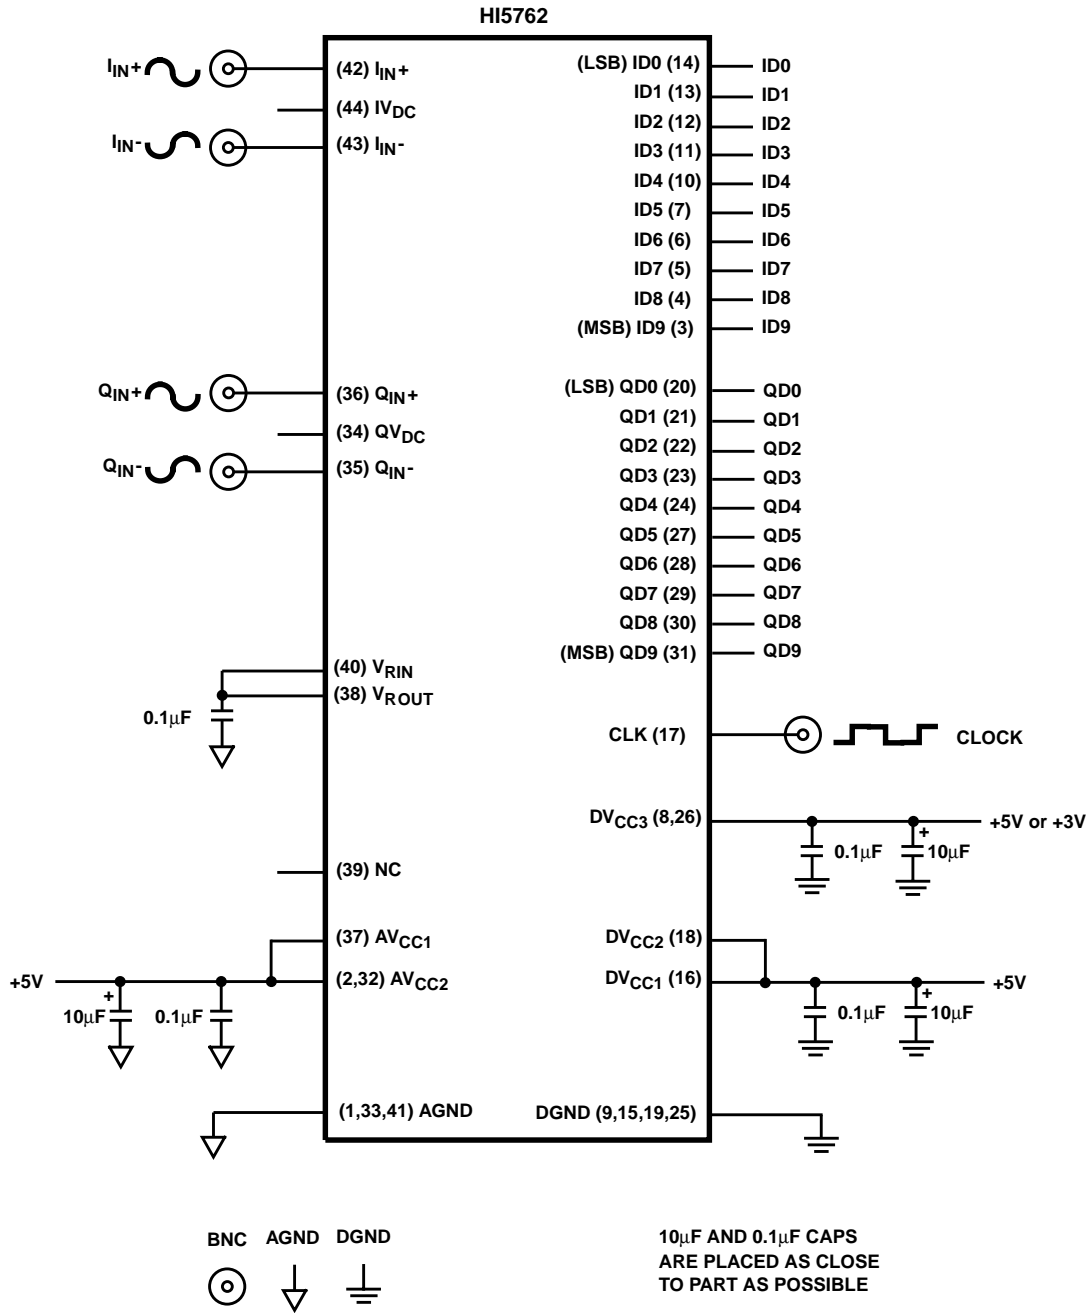 HI5762
IIN+
(42) IIN+
(44) IVDC
IIN-
(43) IIN-
QIN+
(36) QIN+
(34) QVDC
QIN-
(35) QIN-
(40) VRIN
(38) VROUT
0.1μF
(39) NC
(37) AVCC1
+5V
(2,32) AVCC2
+
10μF
0.1μF
(1,33,41) AGND
(LSB) ID0 (14)
ID0
ID1 (13)
ID1
ID2 (12)
ID2
ID3 (11)
ID3
ID4 (10)
ID4
ID5 (7)
ID5
ID6 (6)
ID6
ID7 (5)
ID7
ID8 (4)
ID8
(MSB) ID9 (3)
ID9
(LSB) QD0 (20)
QD0
QD1 (21)
QD1
QD2 (22)
QD2
QD3 (23)
QD3
QD4 (24)
QD4
QD5 (27)
QD5
QD6 (28)
QD6
QD7 (29)
QD7
QD8 (30)
QD8
(MSB) QD9 (31)
QD9
CLK (17)
CLOCK
DVCC3 (8,26)
+5V or +3V
+
0.1μF
10μF
DVCC2 (18)
DVCC1 (16)
+5V
+
0.1μF
10μF
DGND (9,15,19,25)
BNC
AGND
DGND
10μF AND 0.1μF CAPS
ARE PLACED AS CLOSE
TO PART AS POSSIBLE